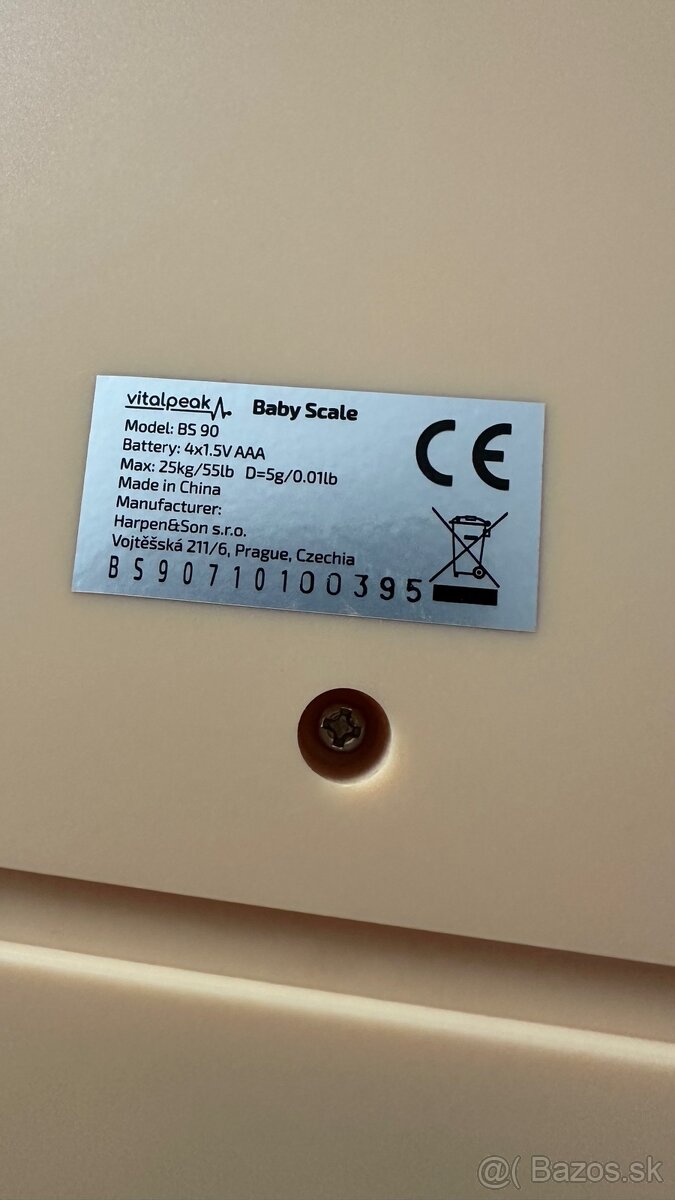 vitalpeak Baby Scale
Model: BS 90
Battery: 4x1.5V AAA
Max: 25kg/55lb D=5g/0.01lb
Made in China
Manufacturer:
Harpen&Son s.r.o.
Vojtěšská 211/6, Prague, Czechia
BS90710100395
CE
@( Bazos.sk